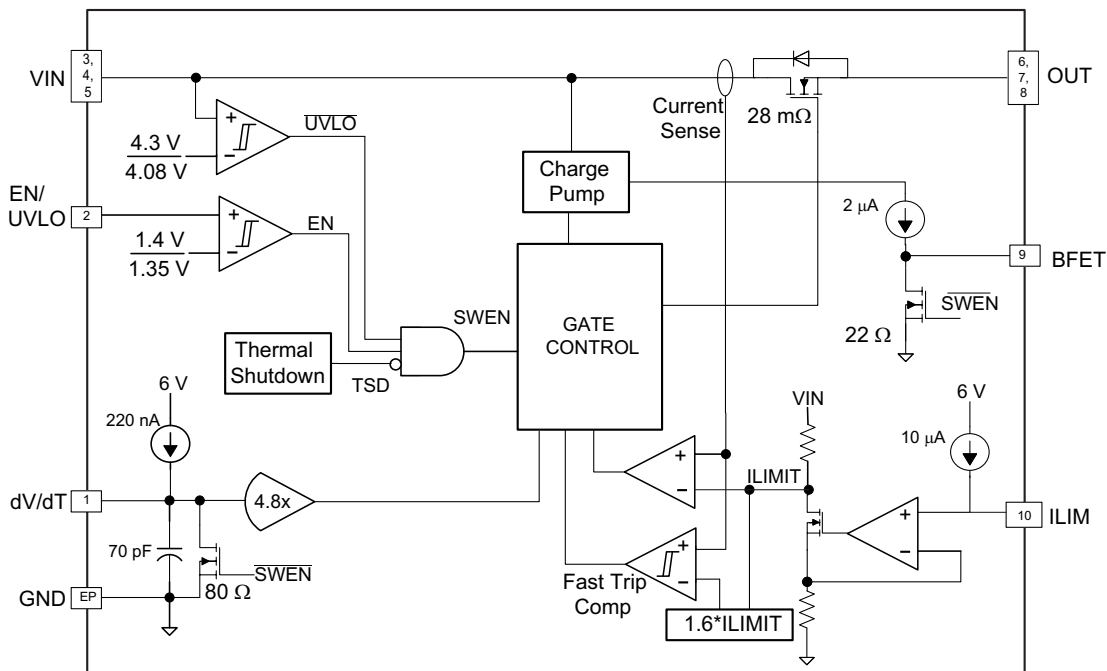 VIN
3,
4,
5
6,
7,
8
OUT
Current
Sense
28 mΩ
UVLO
4.3 V
4.08 V
Charge
Pump
EN/
UVLO
2
EN
1.4 V
1.35 V
2 µA
9
BFET
SWEN
22 Ω
SWEN
GATE
CONTROL
Thermal
Shutdown
TSD
6 V
220 nA
VIN
6 V
10 µA
dV/dT
1
4.8x
ILIMIT
10
ILIM
70 pF
SWEN
80 Ω
GND
EP
Fast Trip
Comp
1.6*ILIMIT
+
−
+
−
+
−
+
−
+
−